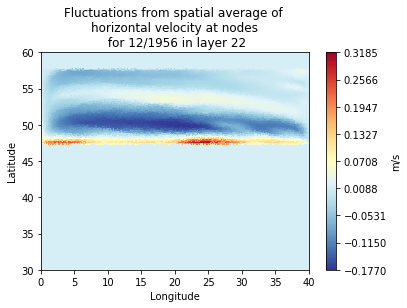 Fluctuations from spatial average of
horizontal velocity at nodes
for 12/1956 in layer 22
60
55
50
45
40
35
30
Latitude
0 5 10 15 20 25 30 35 40
Longitude
0.3185
0.2566
0.1947
0.1327
0.0708
0.0088
−0.0531
−0.1150
−0.1770
m/s